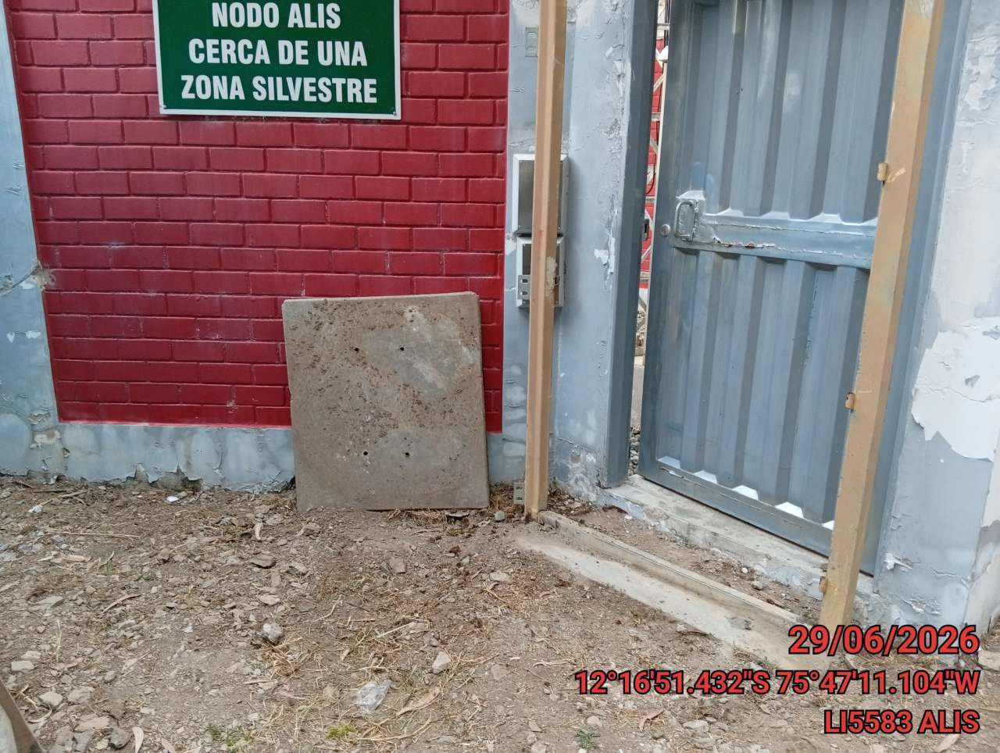 NODO ALIS
CERCA DE UNA
ZONA SILVESTRE
29/06/2026
12°16'51.432"S 75°47'11.104"W
LI5583 ALIS